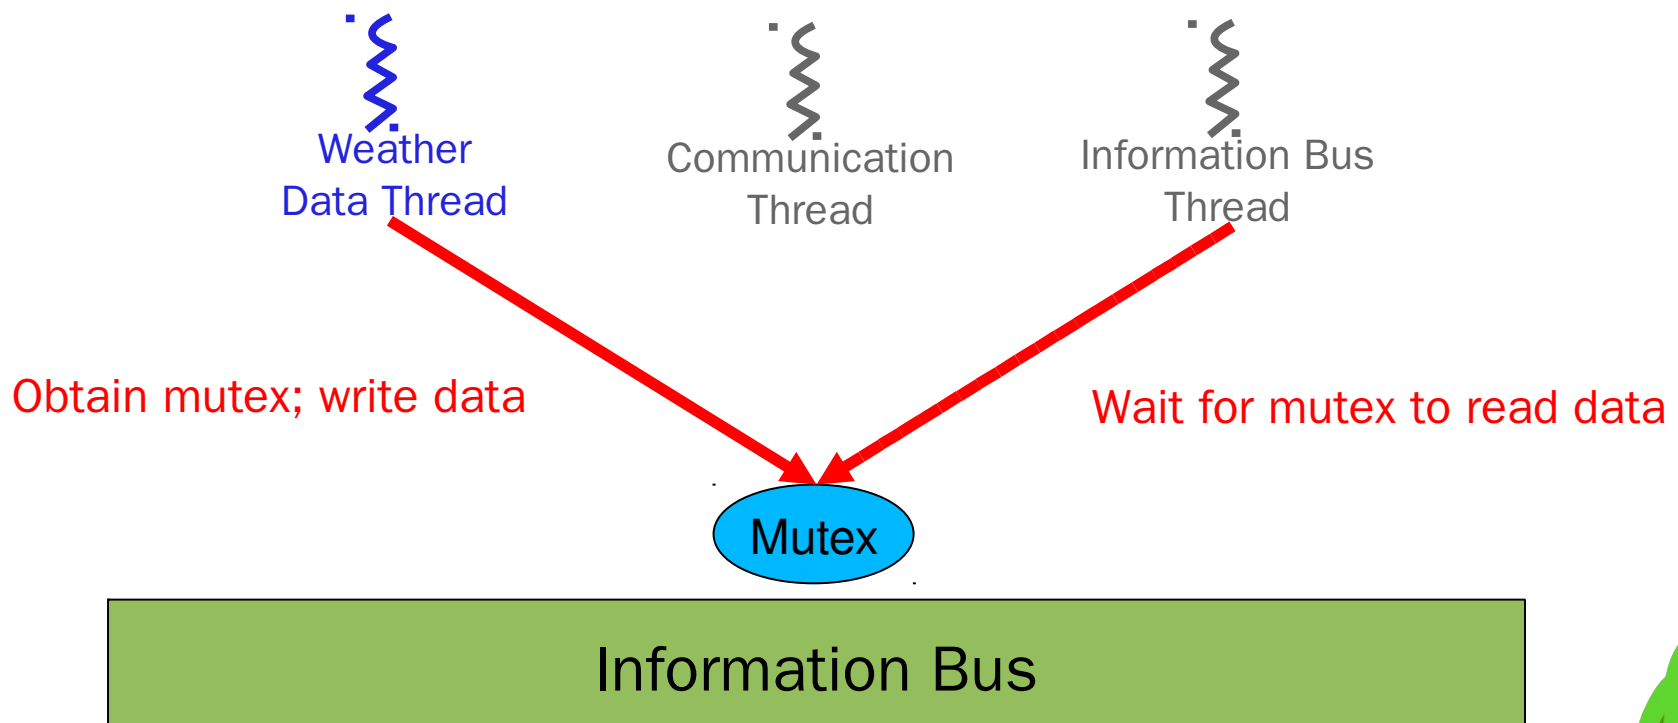 Weather
Data Thread
Communication
Thread
Information Bus
Thread
Obtain mutex; write data
Wait for mutex to read data
Mutex
Information Bus